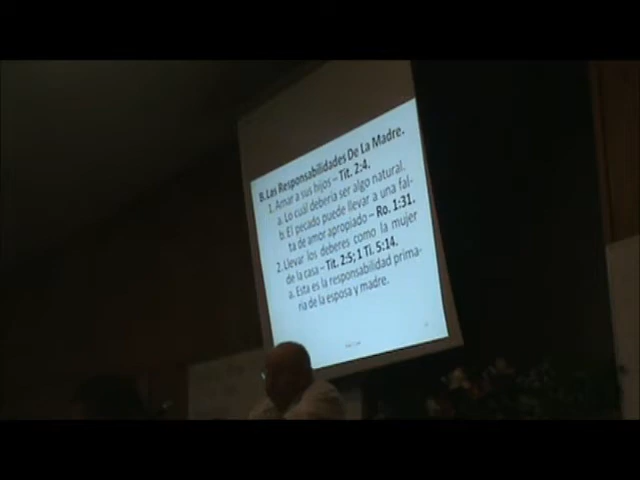 B. Las Responsabilidades De La Madre.
1. Amar a sus hijos – Tit. 2:4.
a. Lo cuál debería ser algo natural.
b. El pecado puede llevar a una fal-
ta de amor apropiado – Ro. 1:31.
2. Llevar los deberes como la mujer
de la casa – Tit. 2:5; 1 Ti. 5:14.
a. Esta es la responsabilidad prima-
ria de la esposa y madre.